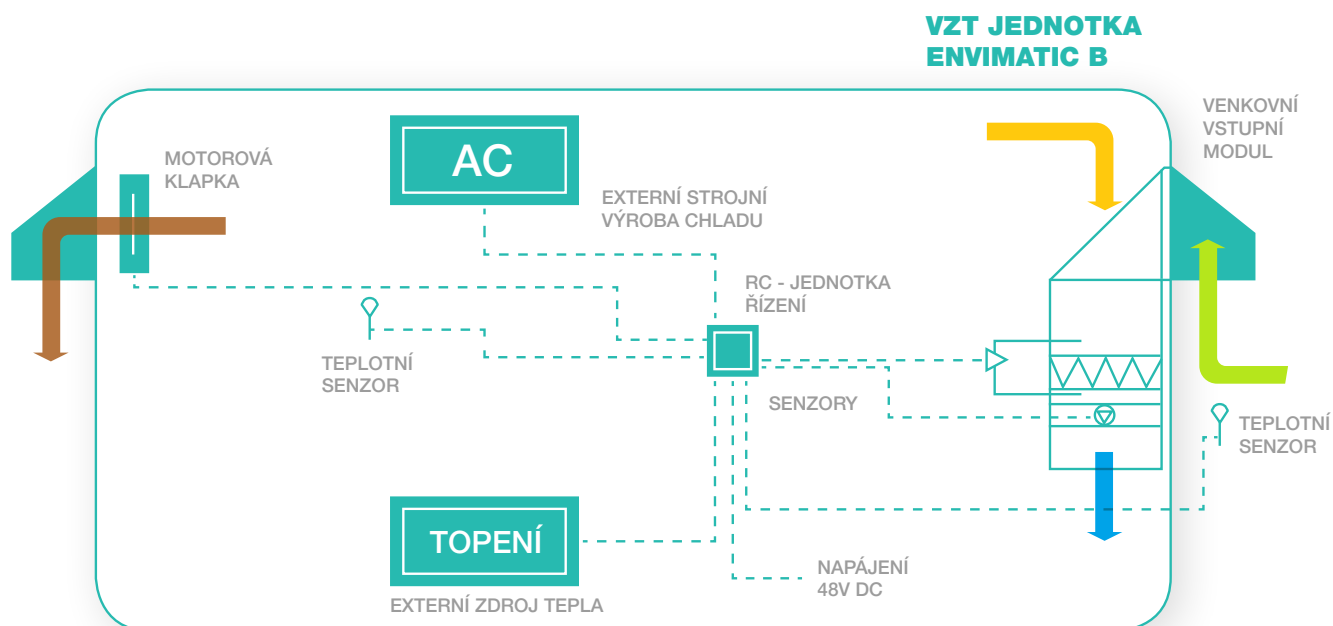 VZT JEDNOTKA
ENVIMATIC B
VENKOVNÍ
VSTUPNÍ
MODUL
MOTOROVÁ
KLAPKA
AC
EXTERNÍ STROJNÍ
VÝROBA CHLADU
RC - JEDNOTKA
ŘÍZENÍ
TEPLOTNÍ
SENZOR
SENZORY
TEPLOTNÍ
SENZOR
TOPENÍ
EXTERNÍ ZDROJ TEPLA
NAPÁJENÍ
48V DC